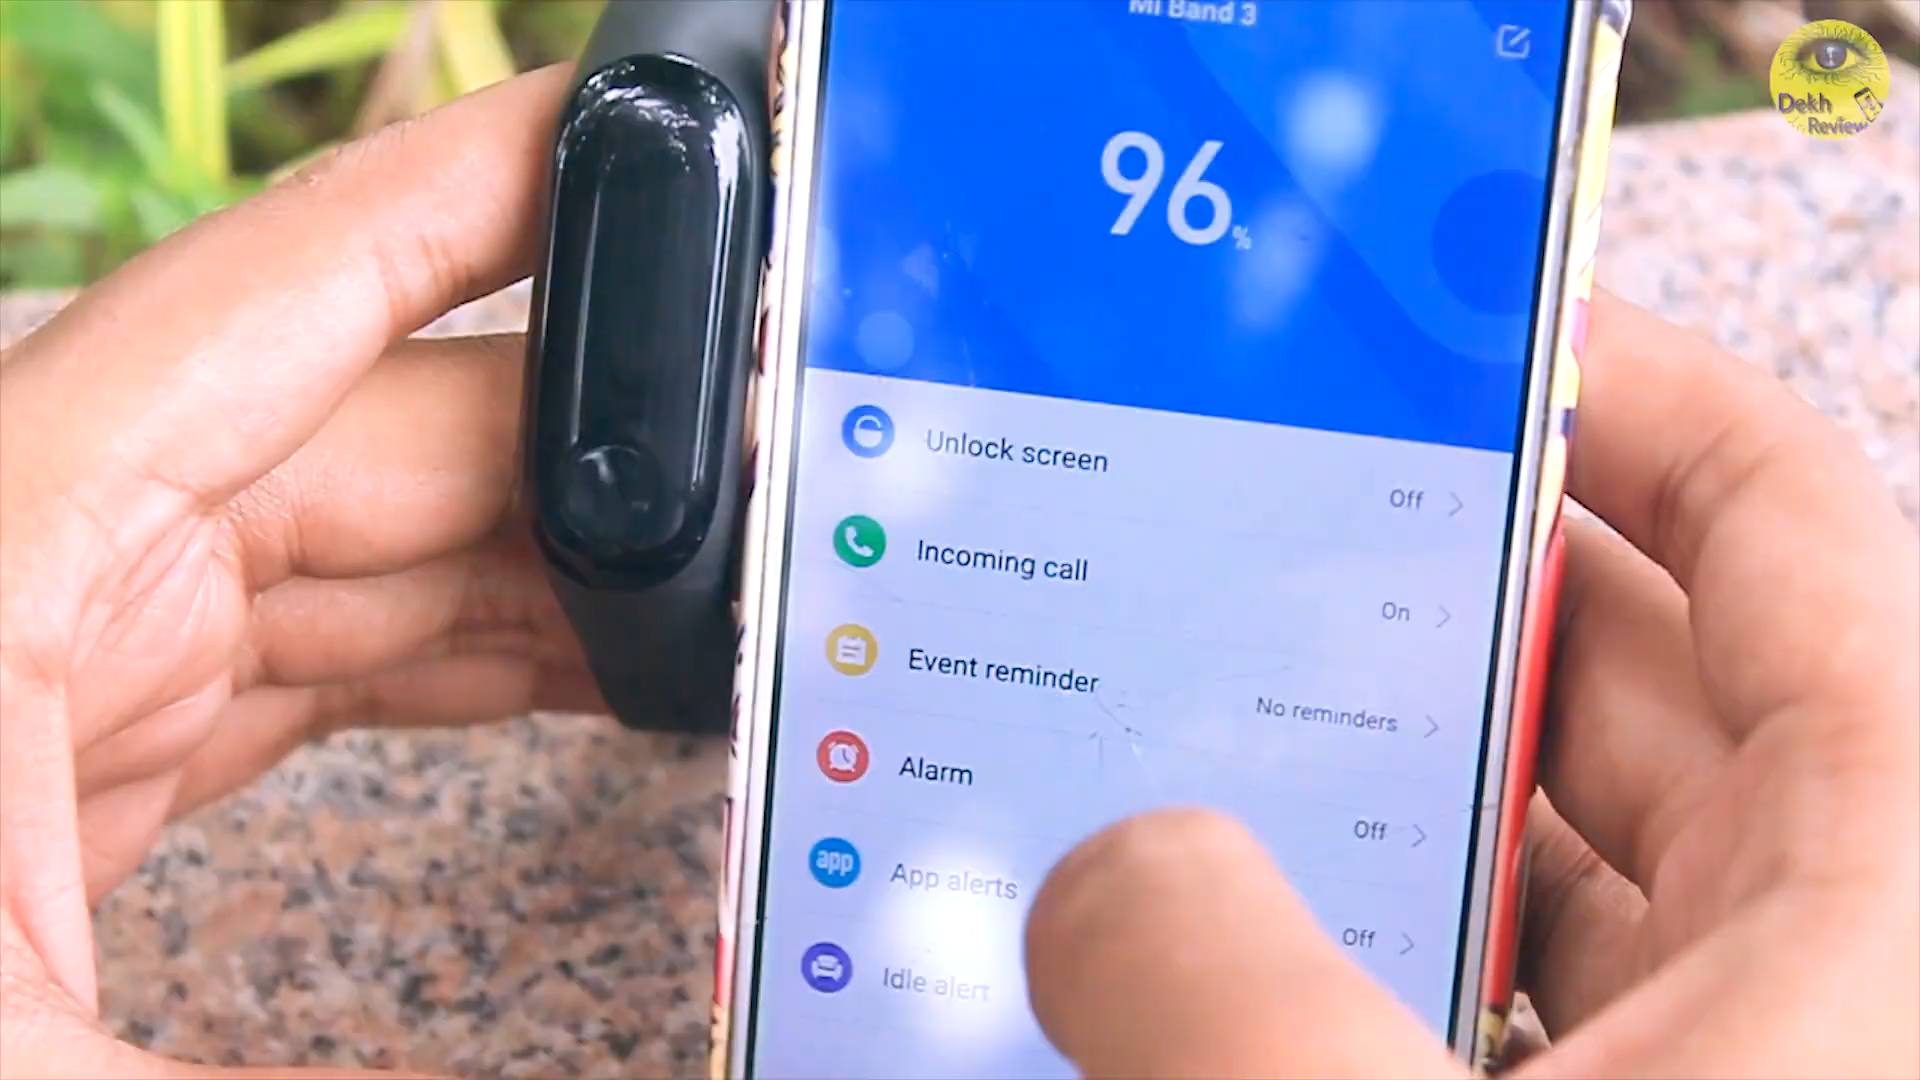 Mi Band 3
96%
Unlock screen
Off
Incoming call
On
Event reminder
No reminders
Alarm
Off
app
App alerts
Off
Idle alert
Dekh
Review